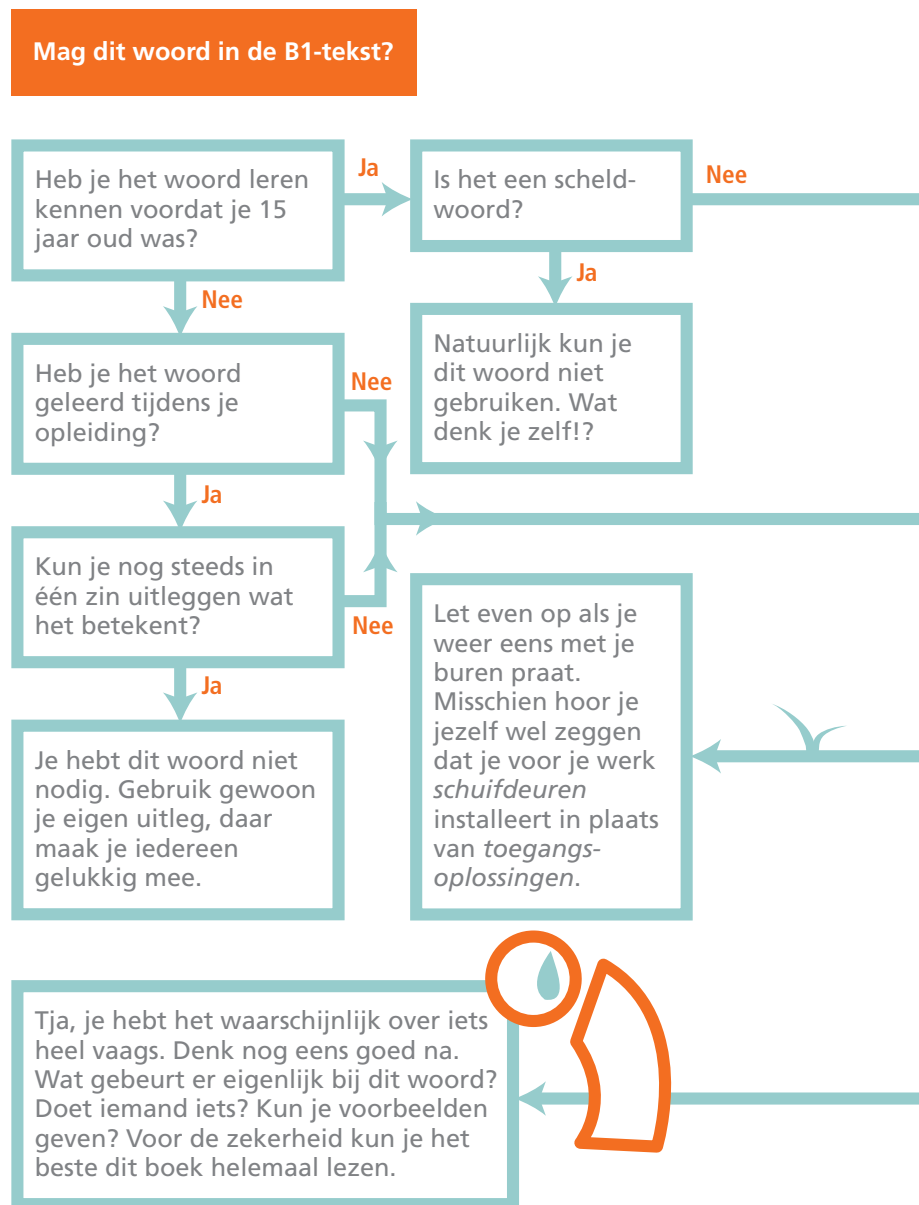 Mag dit woord in de B1-tekst?
Heb je het woord leren
kennen voordat je 15
jaar oud was?
Ja
Is het een scheld-
woord?
Nee
Nee
Ja
Natuurlijk kun je
dit woord niet
gebruiken. Wat
denk je zelf!?
Heb je het woord
geleerd tijdens je
opleiding?
Nee
Ja
Kun je nog steeds in
één zin uitleggen wat
het betekent?
Nee
Ja
Let even op als je
weer eens met je
buren praat.
Misschien hoor je
jezelf wel zeggen
dat je voor je werk
schuifdeuren
installeert in plaats
van toegangs-
oplossingen.
Je hebt dit woord niet
nodig. Gebruik gewoon
je eigen uitleg, daar
maak je iedereen
gelukkig mee.
Tja, je hebt het waarschijnlijk over iets
heel vaags. Denk nog eens goed na.
Wat gebeurt er eigenlijk bij dit woord?
Doet iemand iets? Kun je voorbeelden
geven? Voor de zekerheid kun je het
beste dit boek helemaal lezen.